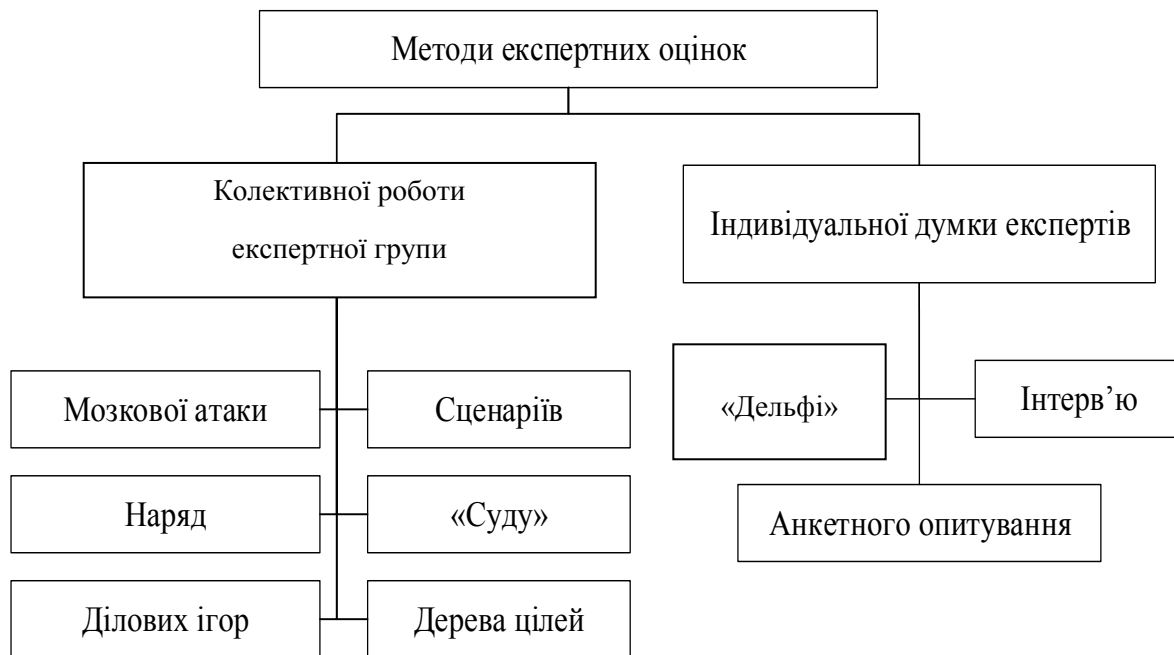 Методи експертних оцінок
Колективної роботи
експертної групи
Індивідуальної думки експертів
Мозкової атаки
Сценаріїв
«Дельфі»
Інтерв’ю
Наряд
«Суду»
Анкетного опитування
Ділових ігор
Дерева цілей